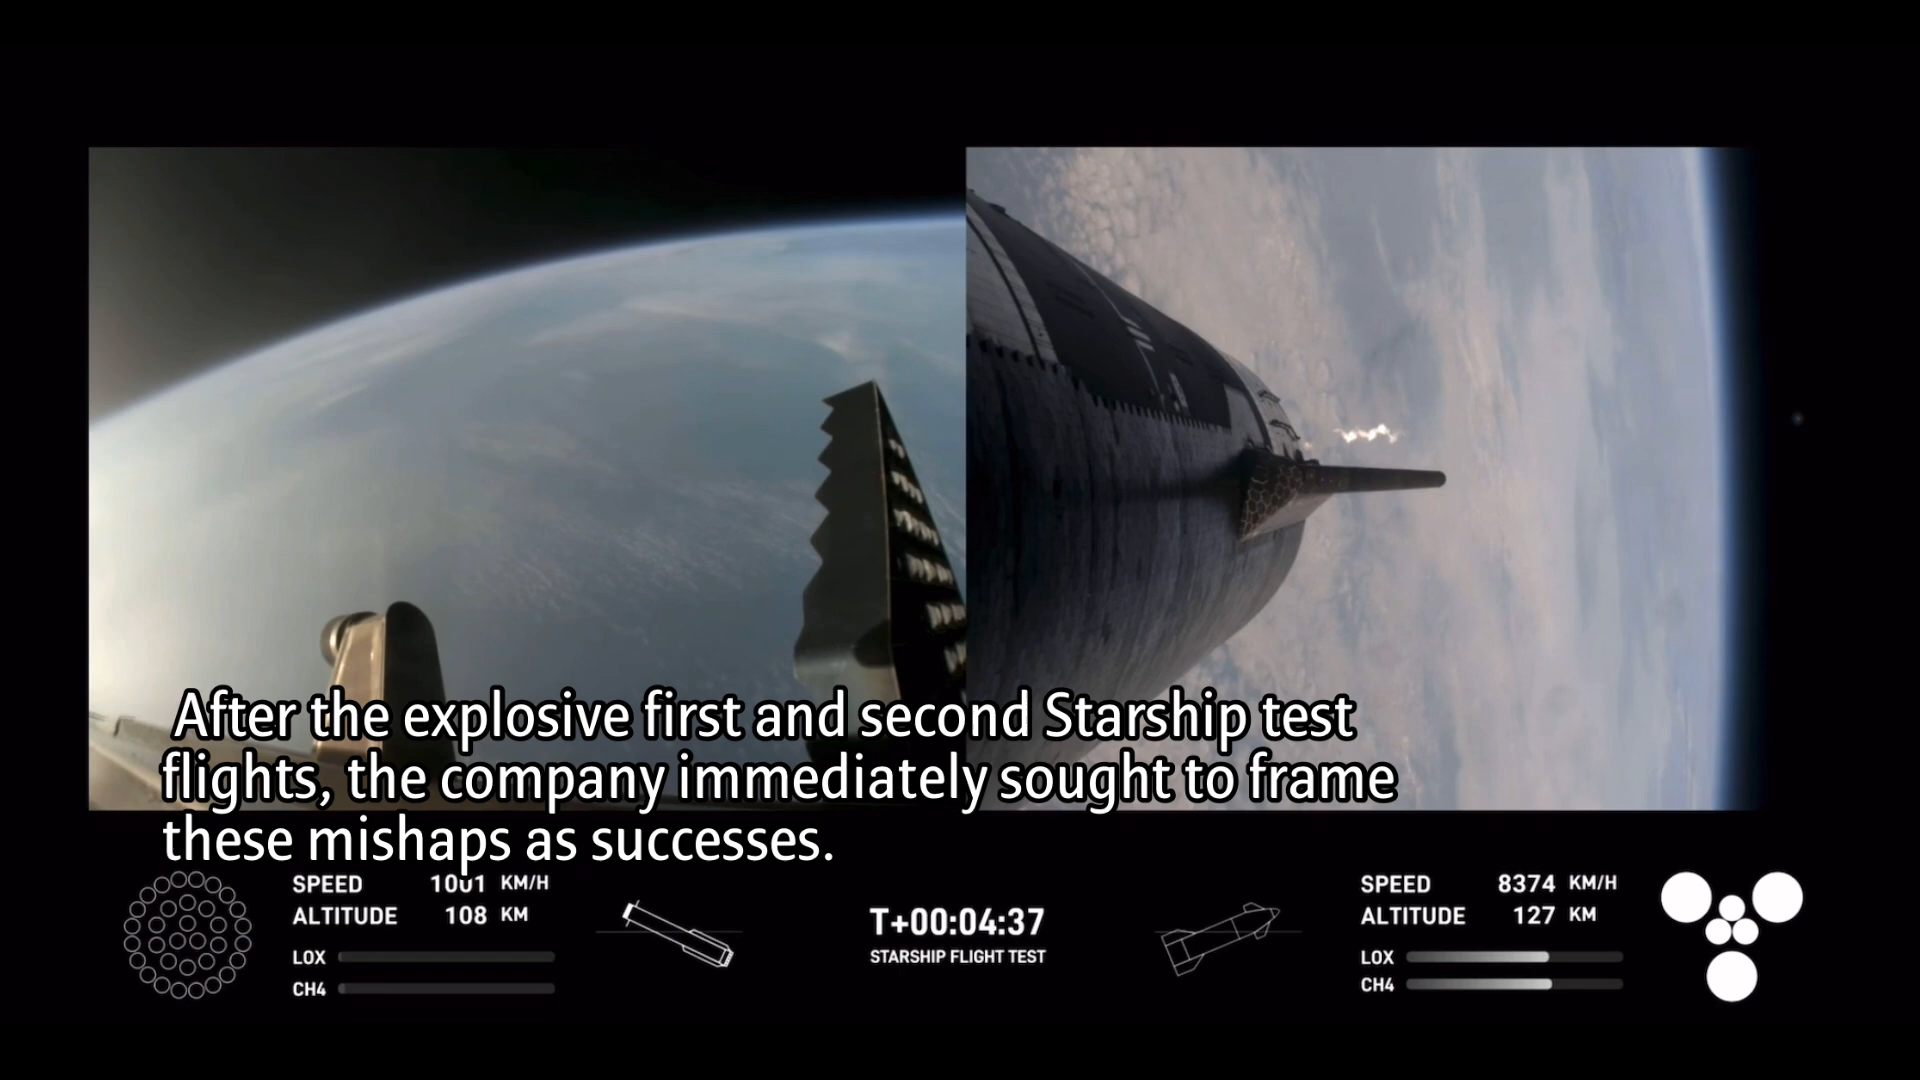 After the explosive first and second Starship test
flights, the company immediately sought to frame
these mishaps as successes.
SPEED 1001 KM/H
ALTITUDE 108 KM
LOX
CH4
T+00:04:37
STARSHIP FLIGHT TEST
SPEED 8374 KM/H
ALTITUDE 127 KM
LOX
CH4